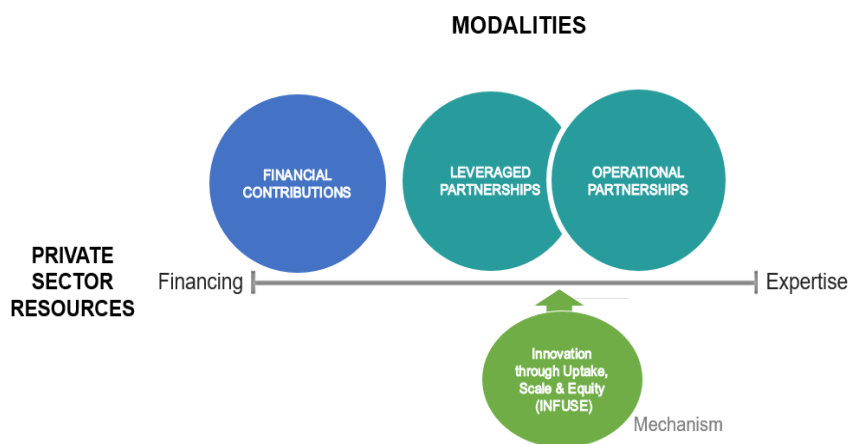 MODALITIES
FINANCIAL
CONTRIBUTIONS
LEVERAGED
PARTNERSHIPS
OPERATIONAL
PARTNERSHIPS
PRIVATE
SECTOR
RESOURCES
Financing
Expertise
Innovation
through Uptake,
Scale & Equity
(INFUSE)
Mechanism